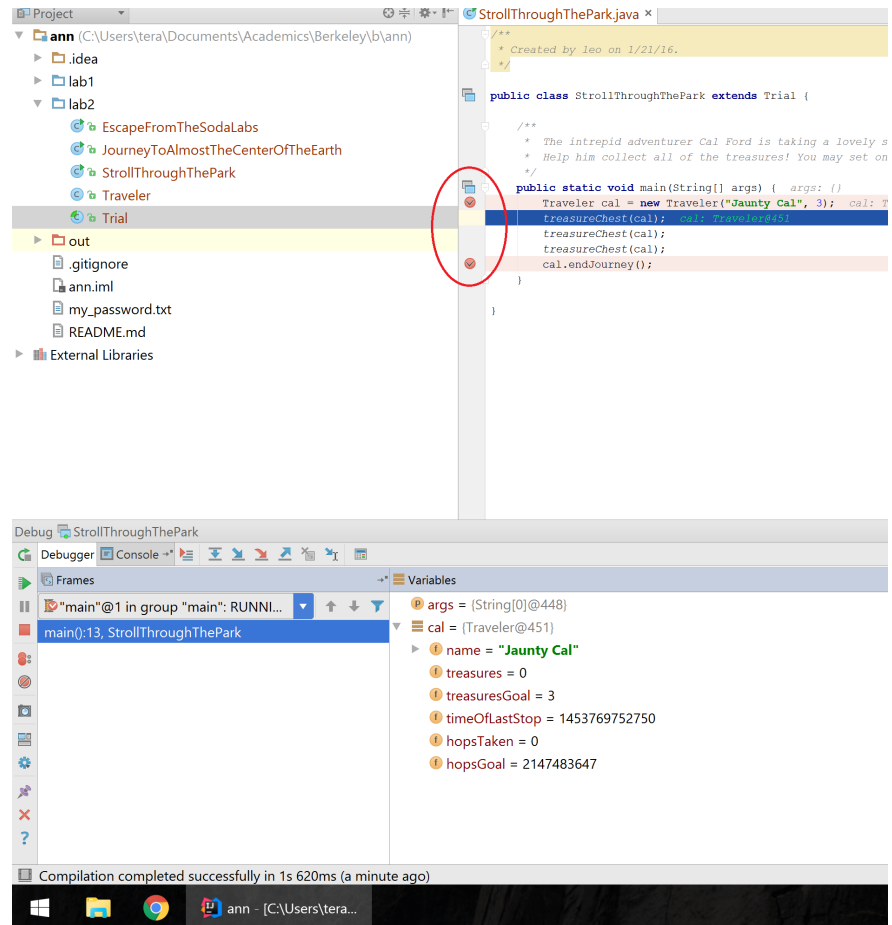 Project
StrollThroughThePark.java
ann (C:\Users\tera\Documents\Academics\Berkeley\b\ann)
.idea
lab1
lab2
EscapeFromTheSodaLabs
JourneyToAlmostTheCenterOfTheEarth
StrollThroughThePark
Traveler
Trial
out
.gitignore
ann.iml
my_password.txt
README.md
External Libraries
/**
* Created by leo on 1/21/16.
*/
public class StrollThroughThePark extends Trial {
/**
* The intrepid adventurer Cal Ford is taking a lovely s
* Help him collect all of the treasures! You may set on
*/
public static void main(String[] args) { args: {}
Traveler cal = new Traveler("Jaunty Cal", 3); cal: T
treasureChest(cal); cal: Traveler@451
treasureChest(cal);
treasureChest(cal);
cal.endJourney();
}
}
Debug StrollThroughThePark
Debugger Console
Frames
Variables
"main"@1 in group "main": RUNNI...
main():13, StrollThroughThePark
args = {String[0]@448}
cal = {Traveler@451}
name = "Jaunty Cal"
treasures = 0
treasuresGoal = 3
timeOfLastStop = 1453769752750
hopsTaken = 0
hopsGoal = 2147483647
Compilation completed successfully in 1s 620ms (a minute ago)
ann - [C:\Users\tera...